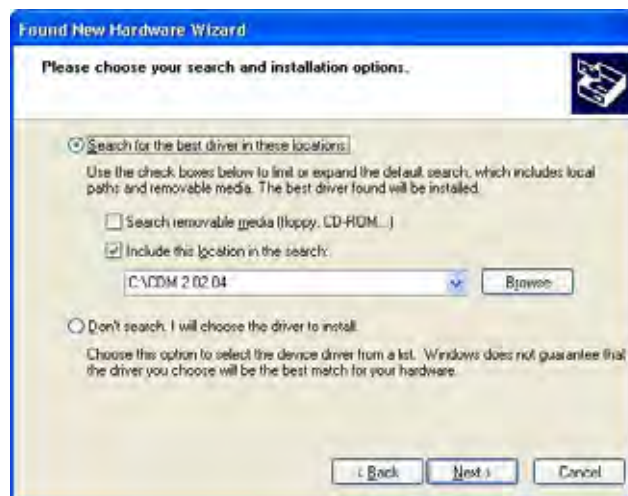 Found New Hardware Wizard
Please choose your search and installation options.
Search for the best driver in these locations.
Use the check boxes below to limit or expand the default search, which includes local
paths and removable media. The best driver found will be installed.
Search removable media (floppy, CD-ROM...)
Include this location in the search:
C:\CDM 2.02.04
Browse
Don't search. I will choose the driver to install.
Choose this option to select the device driver from a list. Windows does not guarantee that
the driver you choose will be the best match for your hardware.
< Back
Next >
Cancel